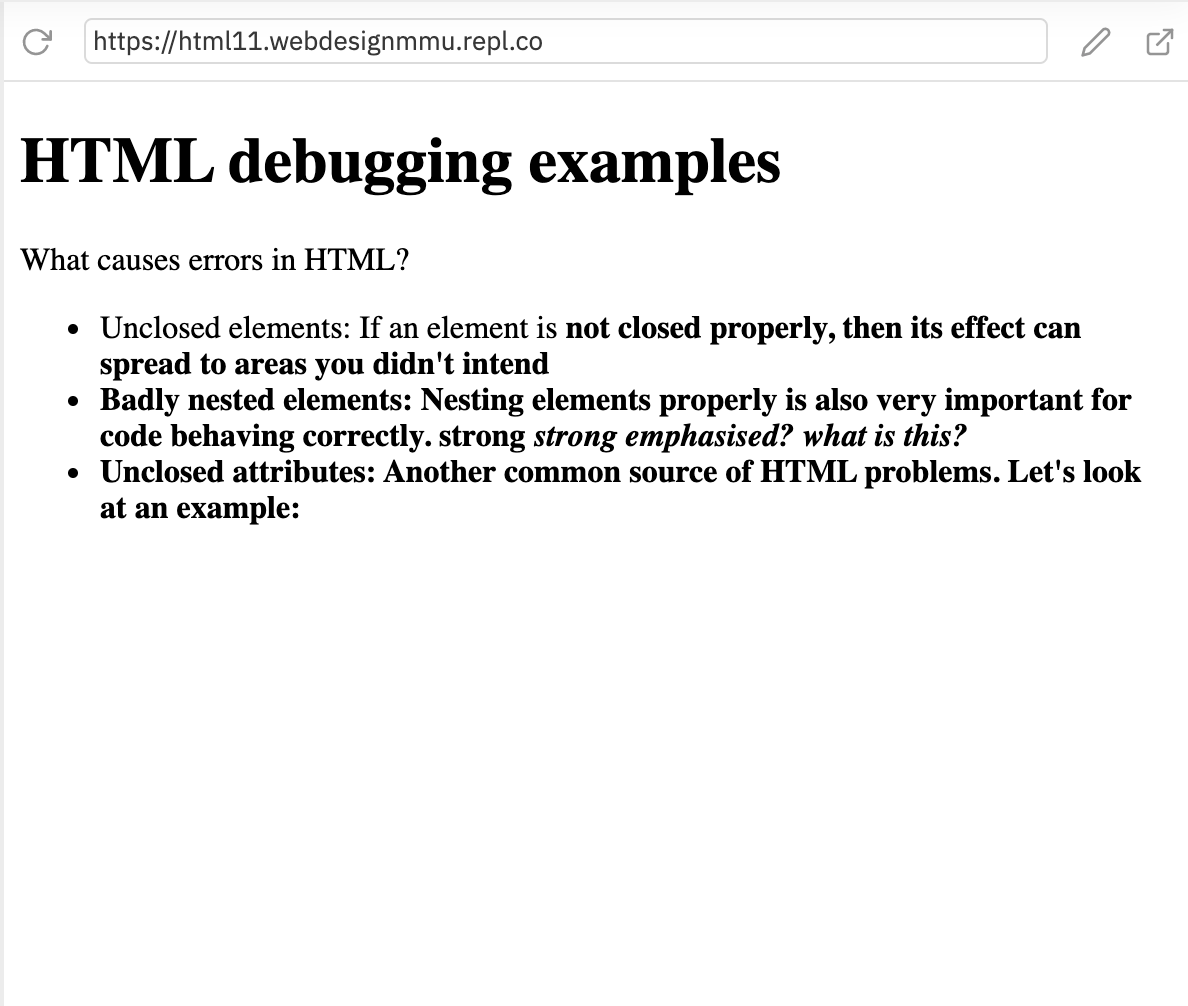 https://html11.webdesignmmu.repl.co
HTML debugging examples
What causes errors in HTML?
• Unclosed elements: If an element is not closed properly, then its effect can
spread to areas you didn't intend
• Badly nested elements: Nesting elements properly is also very important for
code behaving correctly. strong strong emphasised? what is this?
• Unclosed attributes: Another common source of HTML problems. Let's look
at an example: